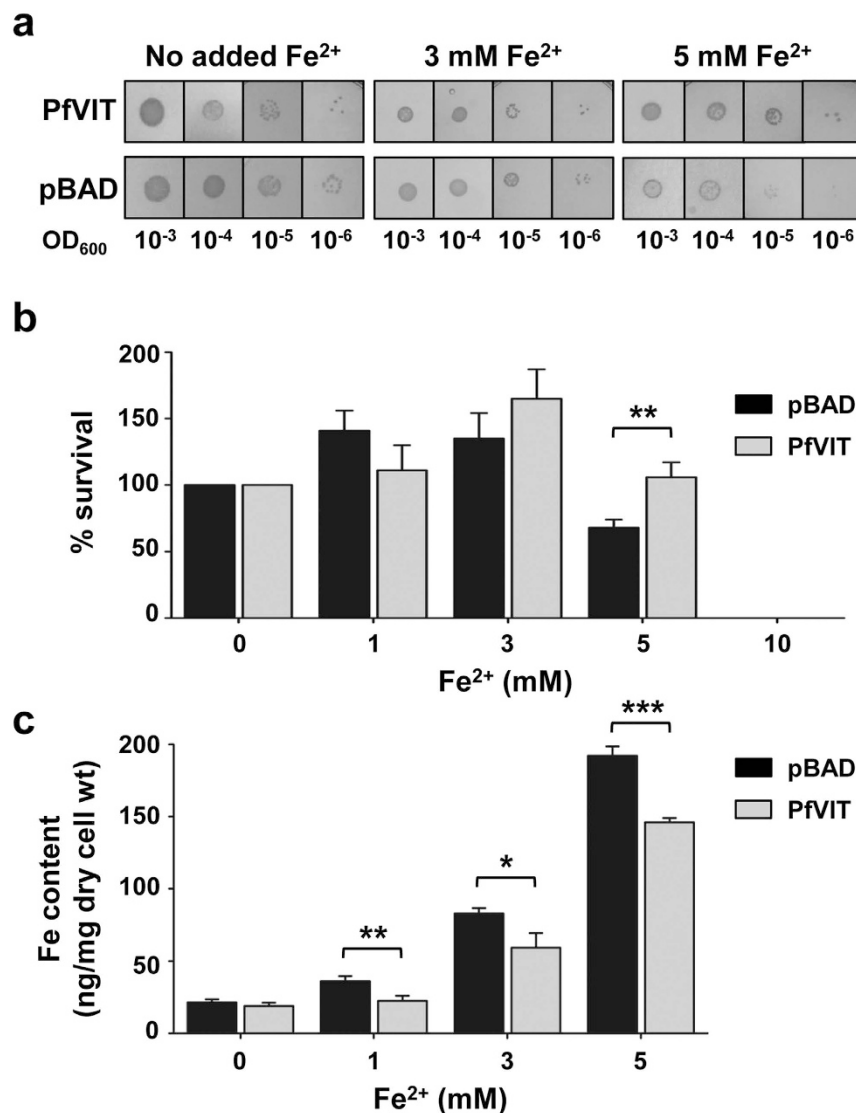 a
No added Fe²⁺ 3 mM Fe²⁺ 5 mM Fe²⁺
PfVIT
pBAD
OD₆₀₀ 10⁻³ 10⁻⁴ 10⁻⁵ 10⁻⁶ 10⁻³ 10⁻⁴ 10⁻⁵ 10⁻⁶ 10⁻³ 10⁻⁴ 10⁻⁵ 10⁻⁶
b
% survival
200
150
100
50
0
**
pBAD
PfVIT
0 1 3 5 10
Fe²⁺ (mM)
c
Fe content
(ng/mg dry cell wt)
200
150
100
50
0
**
*
***
pBAD
PfVIT
0 1 3 5
Fe²⁺ (mM)